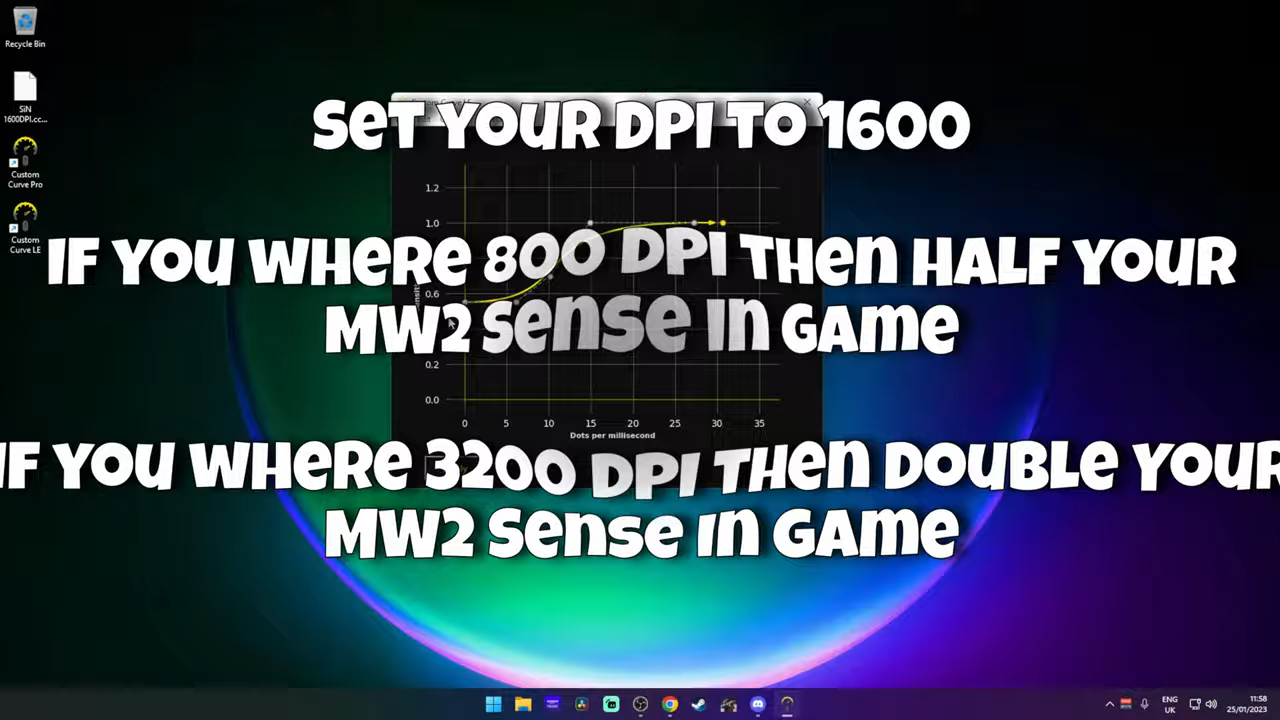 Recycle Bin
SiN
1600DPI.cc...
Custom
Curve Pro
Custom
Curve LE
SET YOUR DPI TO 1600
IF YOU WHERE 800 DPI THEN HALF YOUR
MW2 SENSE IN GAME
IF YOU WHERE 3200 DPI THEN DOUBLE YOUR
MW2 SENSE IN GAME
1.2
1.0
0.6
0.2
0.0
0 5 10 15 20 25 30 35
Dots per millisecond
ENG
UK
11:58
25/01/2023